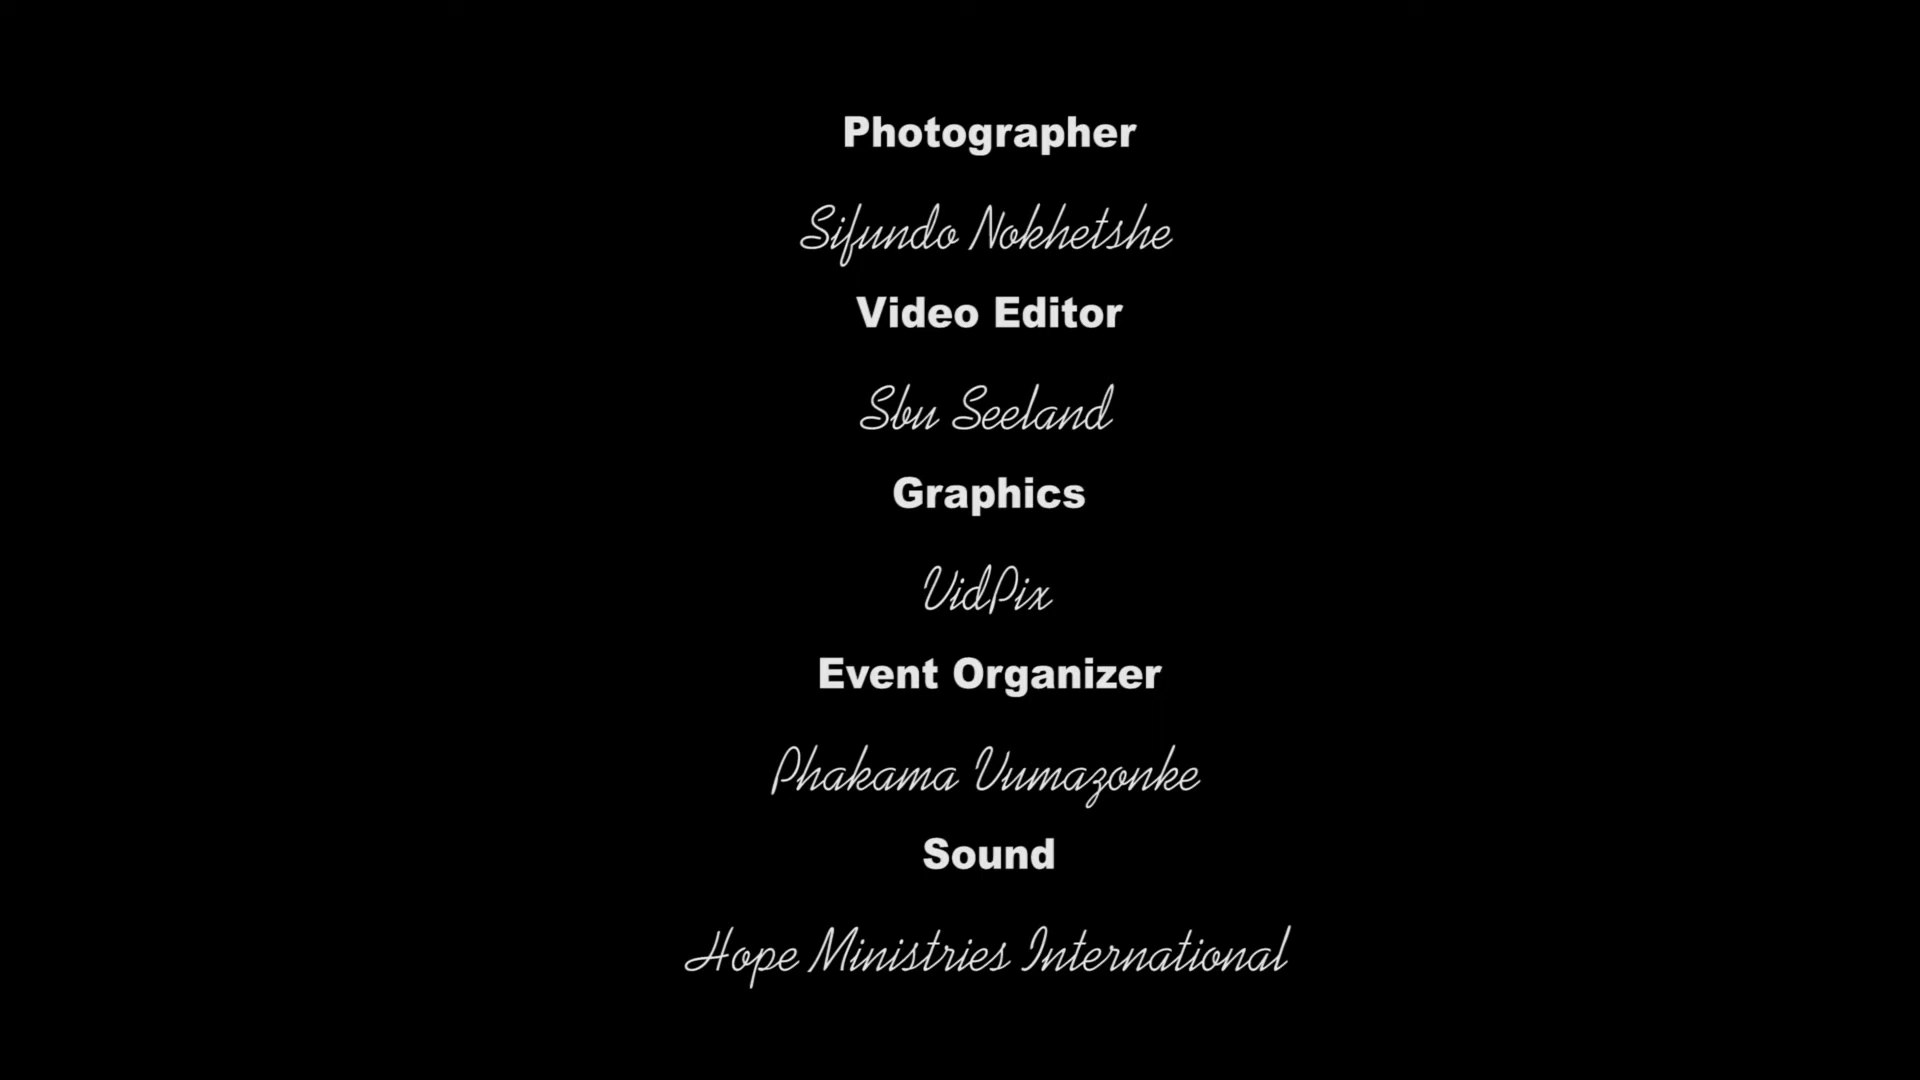 Photographer
Sifundo Nokhetshe
Video Editor
Sbu Seeland
Graphics
VidPix
Event Organizer
Phakama Vumazonke
Sound
Hope Ministries International